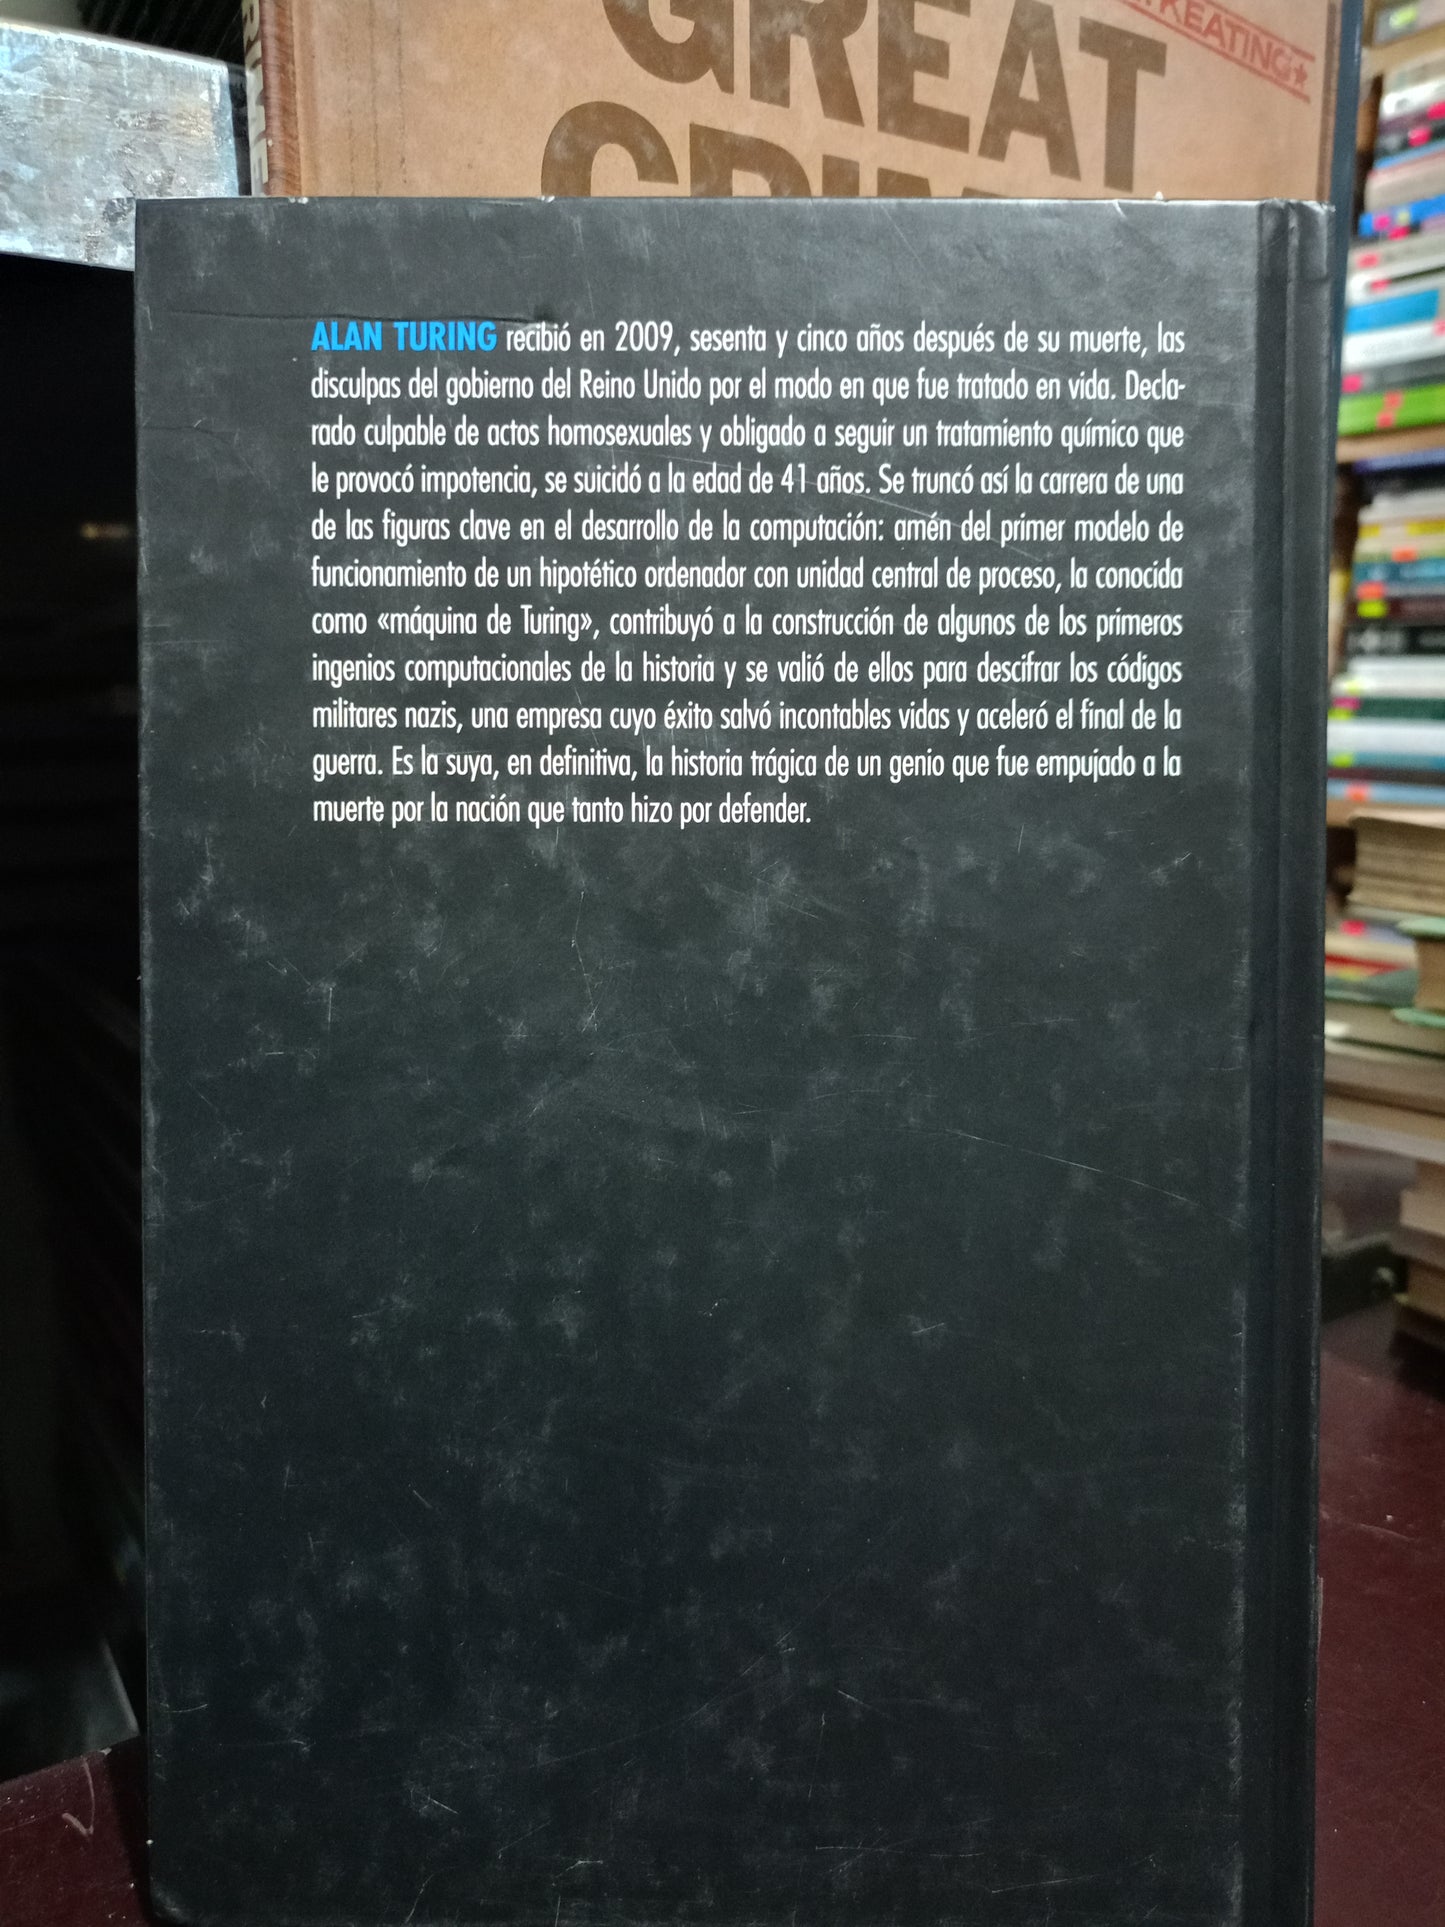 KEATING★
GREAT
ALAN TURING recibió en 2009, sesenta y cinco años después de su muerte, las
disculpas del gobierno del Reino Unido por el modo en que fue tratado en vida. Decla-
rado culpable de actos homosexuales y obligado a seguir un tratamiento químico que
le provocó impotencia, se suicidó a la edad de 41 años. Se truncó así la carrera de una
de las figuras clave en el desarrollo de la computación: amén del primer modelo de
funcionamiento de un hipotético ordenador con unidad central de proceso, la conocida
como «máquina de Turing», contribuyó a la construcción de algunos de los primeros
ingenios computacionales de la historia y se valió de ellos para descifrar los códigos
militares nazis, una empresa cuyo éxito salvó incontables vidas y aceleró el final de la
guerra. Es la suya, en definitiva, la historia trágica de un genio que fue empujado a la
muerte por la nación que tanto hizo por defender.